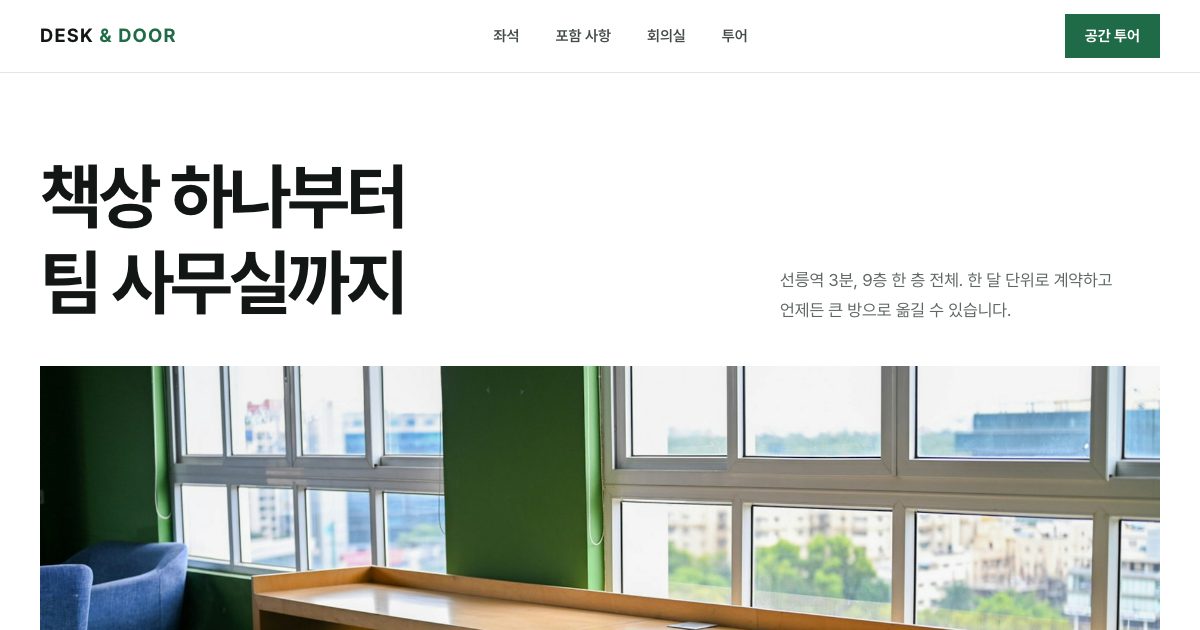 DESK & DOOR
좌석
포함 사항
회의실
투어
공간 투어
책상 하나부터
팀 사무실까지
선릉역 3분, 9층 한 층 전체. 한 달 단위로 계약하고
언제든 큰 방으로 옮길 수 있습니다.